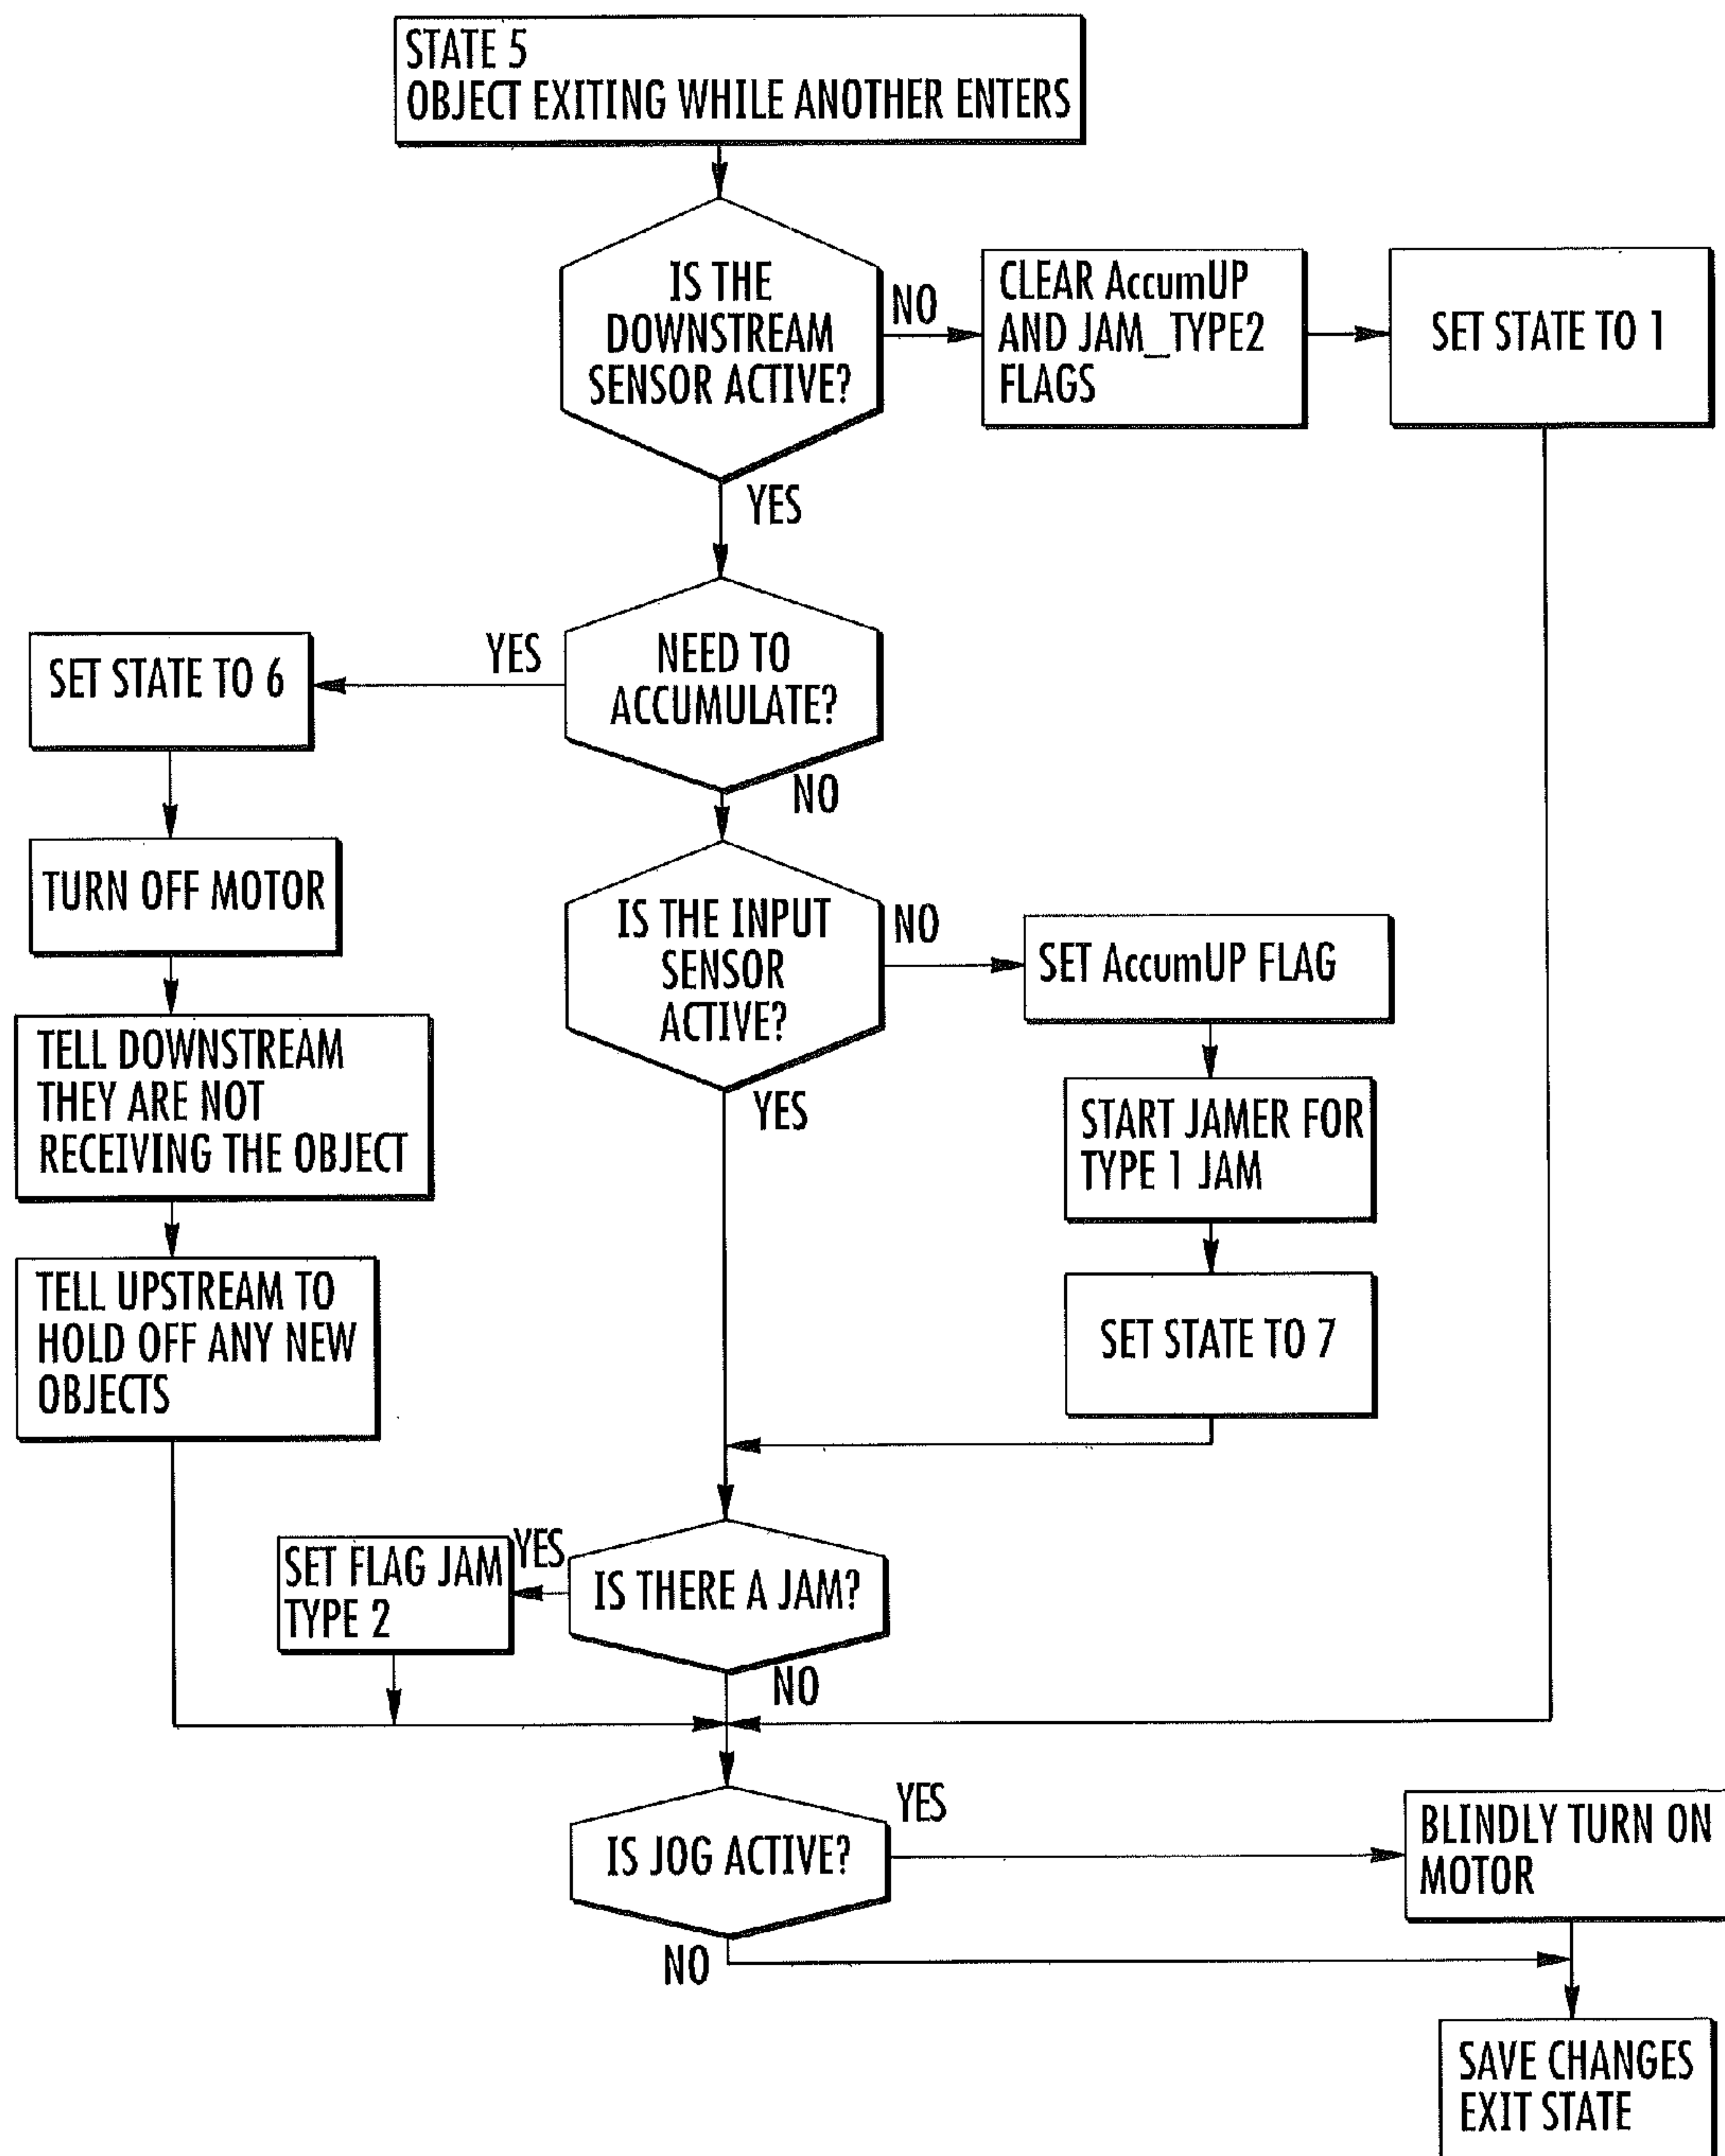 STATE 5
OBJECT EXITING WHILE ANOTHER ENTERS
IS THE
DOWNSTREAM
SENSOR ACTIVE?
NO
CLEAR AccumUP
AND JAM_TYPE2
FLAGS
SET STATE TO 1
YES
NEED TO
ACCUMULATE?
YES
SET STATE TO 6
NO
TURN OFF MOTOR
IS THE INPUT
SENSOR
ACTIVE?
NO
SET AccumUP FLAG
YES
TELL DOWNSTREAM
THEY ARE NOT
RECEIVING THE OBJECT
START JAMER FOR
TYPE 1 JAM
TELL UPSTREAM TO
HOLD OFF ANY NEW
OBJECTS
SET STATE TO 7
IS THERE A JAM?
YES
SET FLAG JAM
TYPE 2
NO
IS JOG ACTIVE?
YES
BLINDLY TURN ON
MOTOR
NO
SAVE CHANGES
EXIT STATE